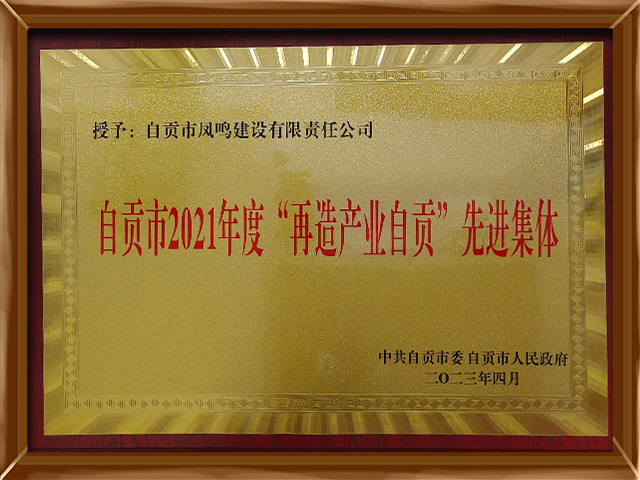 授予：自贡市凤鸣建设有限责任公司
自贡市2021年度“再造产业自贡”先进集体
中共自贡市委 自贡市人民政府
二〇二三年四月